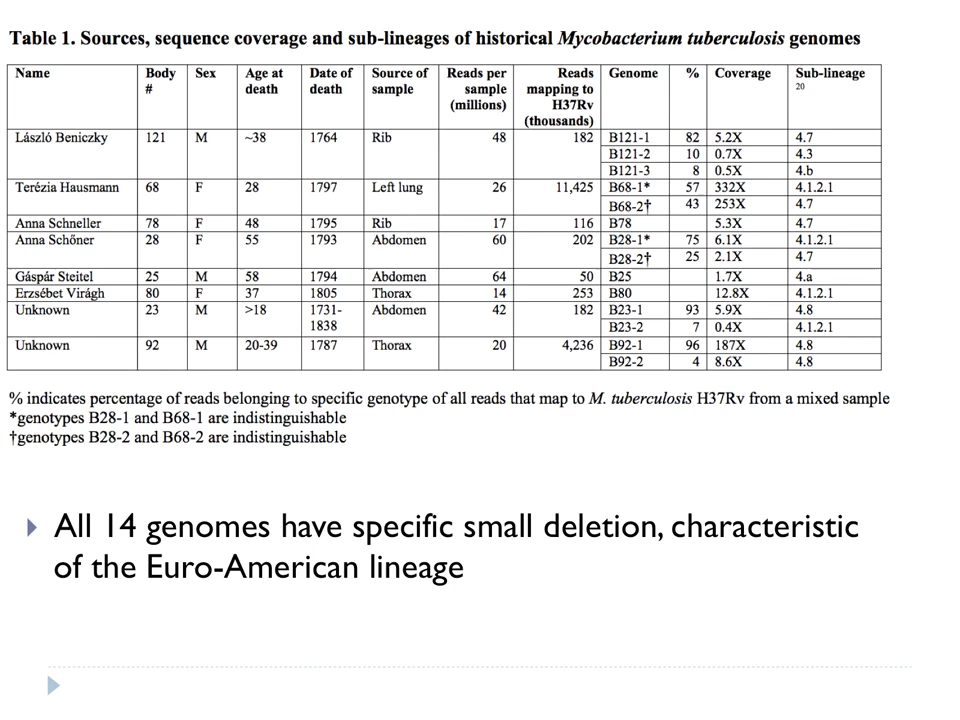 Table 1. Sources, sequence coverage and sub-lineages of historical Mycobacterium tuberculosis genomes
Name Body # Sex Age at death Date of death Source of sample Reads per sample (millions) Reads mapping to H37Rv (thousands) Genome % Coverage Sub-lineage 20
László Beniczky 121 M ~38 1764 Rib 48 182 B121-1 82 5.2X 4.7
B121-2 10 0.7X 4.3
B121-3 8 0.5X 4.b
Terézia Hausmann 68 F 28 1797 Left lung 26 11,425 B68-1* 57 332X 4.1.2.1
B68-2† 43 253X 4.7
Anna Schneller 78 F 48 1795 Rib 17 116 B78 5.3X 4.7
Anna Schőner 28 F 55 1793 Abdomen 60 202 B28-1* 75 6.1X 4.1.2.1
B28-2† 25 2.1X 4.7
Gáspár Steitel 25 M 58 1794 Abdomen 64 50 B25 1.7X 4.a
Erzsébet Virágh 80 F 37 1805 Thorax 14 253 B80 12.8X 4.1.2.1
Unknown 23 M >18 1731-1838 Abdomen 42 182 B23-1 93 5.9X 4.8
B23-2 7 0.4X 4.1.2.1
Unknown 92 M 20-39 1787 Thorax 20 4,236 B92-1 96 187X 4.8
B92-2 4 8.6X 4.8
% indicates percentage of reads belonging to specific genotype of all reads that map to M. tuberculosis H37Rv from a mixed sample
*genotypes B28-1 and B68-1 are indistinguishable
†genotypes B28-2 and B68-2 are indistinguishable
All 14 genomes have specific small deletion, characteristic
of the Euro-American lineage